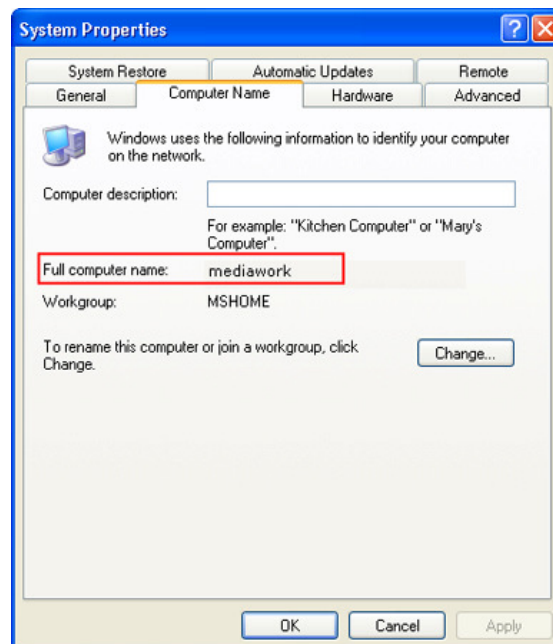 System Properties
System Restore Automatic Updates Remote
General Computer Name Hardware Advanced
Windows uses the following information to identify your computer
on the network.
Computer description:
For example: "Kitchen Computer" or "Mary's
Computer".
Full computer name: mediawork
Workgroup: MSHOME
To rename this computer or join a workgroup, click
Change.
Change...
OK Cancel Apply